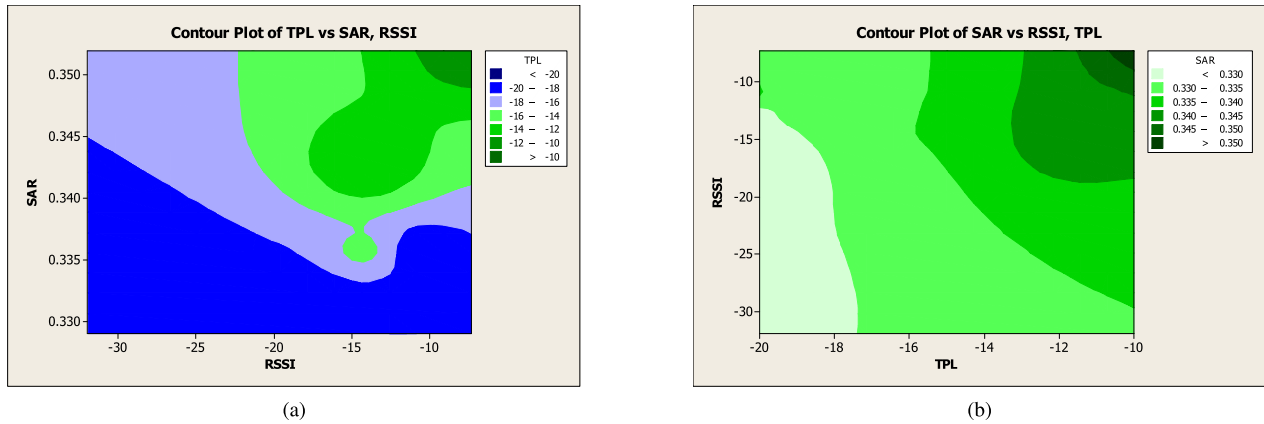 Contour Plot of TPL vs SAR, RSSI
TPL
< -20
-20 – -18
-18 – -16
-16 – -14
-14 – -12
-12 – -10
> -10
0.350
0.345
0.340
0.335
0.330
SAR
-30
-25
-20
-15
-10
RSSI
(a)
Contour Plot of SAR vs RSSI, TPL
SAR
< 0.330
0.330 – 0.335
0.335 – 0.340
0.340 – 0.345
0.345 – 0.350
> 0.350
-10
-15
-20
-25
-30
RSSI
-20
-18
-16
-14
-12
-10
TPL
(b)